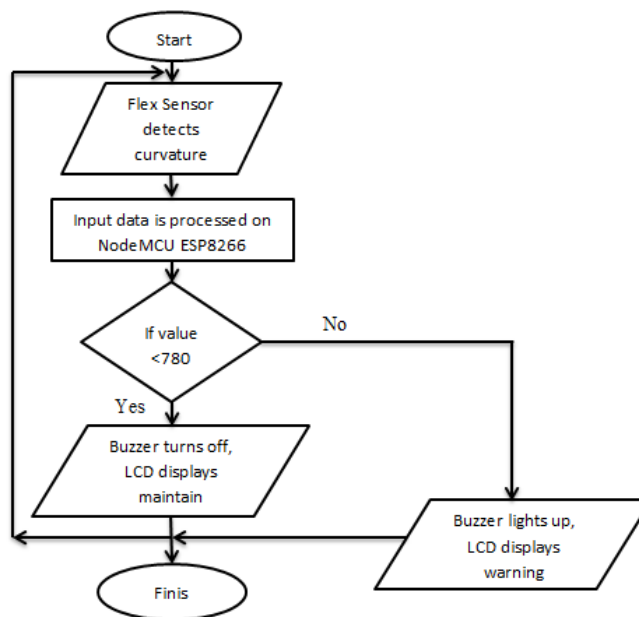 Start
Flex Sensor
detects
curvature
Input data is processed on
NodeMCU ESP8266
If value
<780
No
Yes
Buzzer turns off,
LCD displays
maintain
Buzzer lights up,
LCD displays
warning
Finis